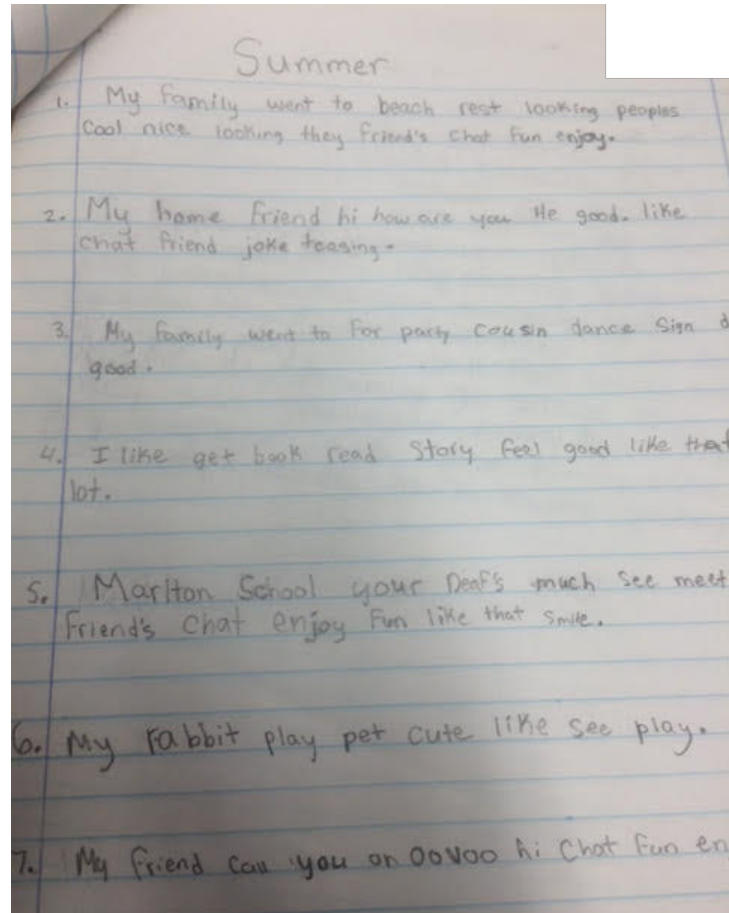 Summer
1. My family went to beach rest looking peoples
cool nice looking they friend's chat fun enjoy.
2. My home friend hi how are you He good. like
chat friend joke teasing.
3. My family went to for party cousin dance Sign d
good.
4. I like get book read Story feel good like that
lot.
5. Marlton School your Deaf's much See meet
friend's chat enjoy Fun like that smile.
6. My rabbit play pet cute like see play.
7. My friend call you on oovoo hi Chat fun en